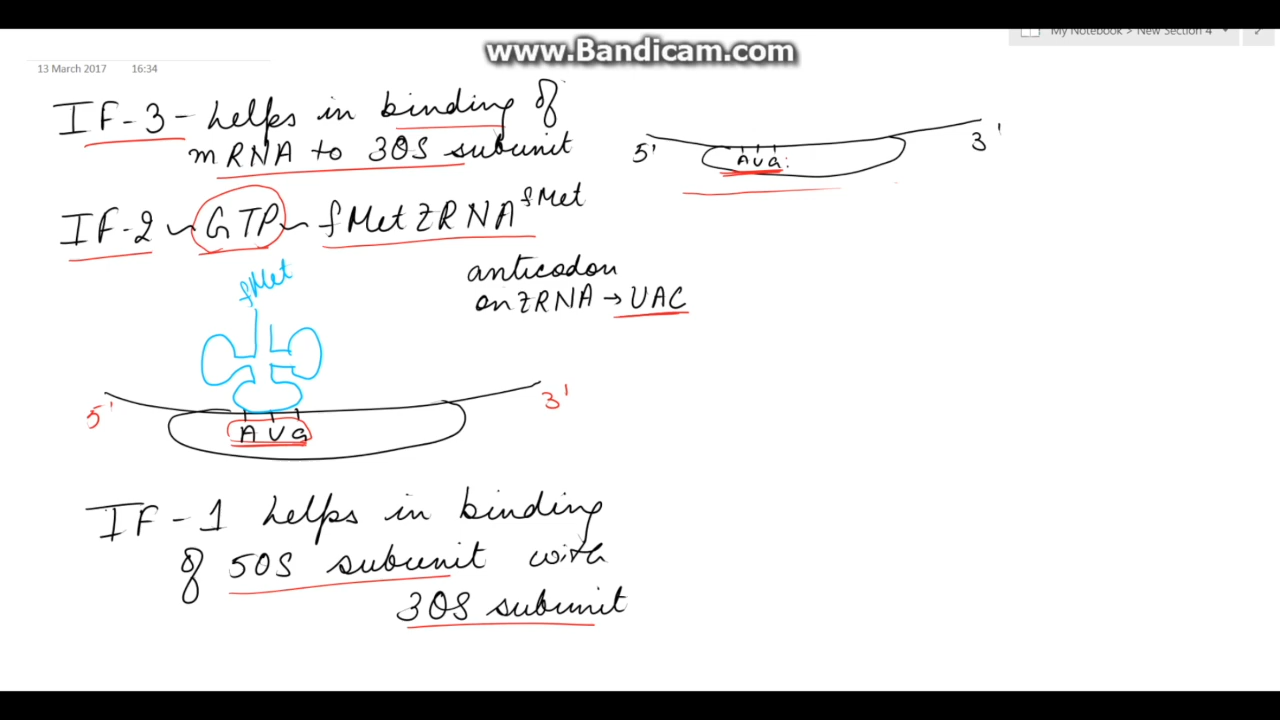 www.Bandicam.com
My Notebook > New Section 4
13 March 2017 16:34
IF-3 - helps in binding of
mRNA to 30S subunit
5' AUG 3'
IF-2 ~ GTP ~ fMet tRNA fMet
fMet
anticodon
on tRNA → UAC
5' 3'
AUG
IF-1 helps in binding
of 50S subunit with
30S subunit